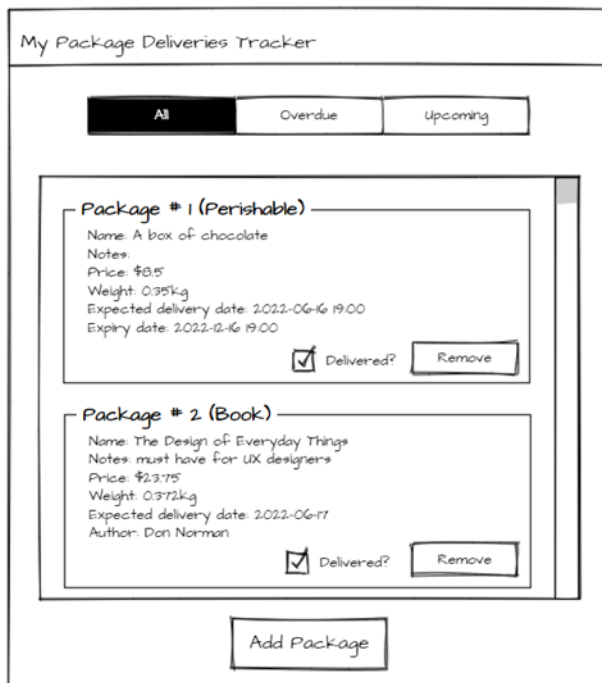 My Package Deliveries Tracker
All
Overdue
Upcoming
Package # 1 (Perishable)
Name: A box of chocolate
Notes:
Price: $8.5
Weight: 0.35kg
Expected delivery date: 2022-06-16 19:00
Expiry date: 2022-12-16 19:00
Delivered?
Remove
Package # 2 (Book)
Name: The Design of Everyday Things
Notes: must have for UX designers
Price: $23.75
Weight: 0.372kg
Expected delivery date: 2022-06-17
Author: Don Norman
Delivered?
Remove
Add Package